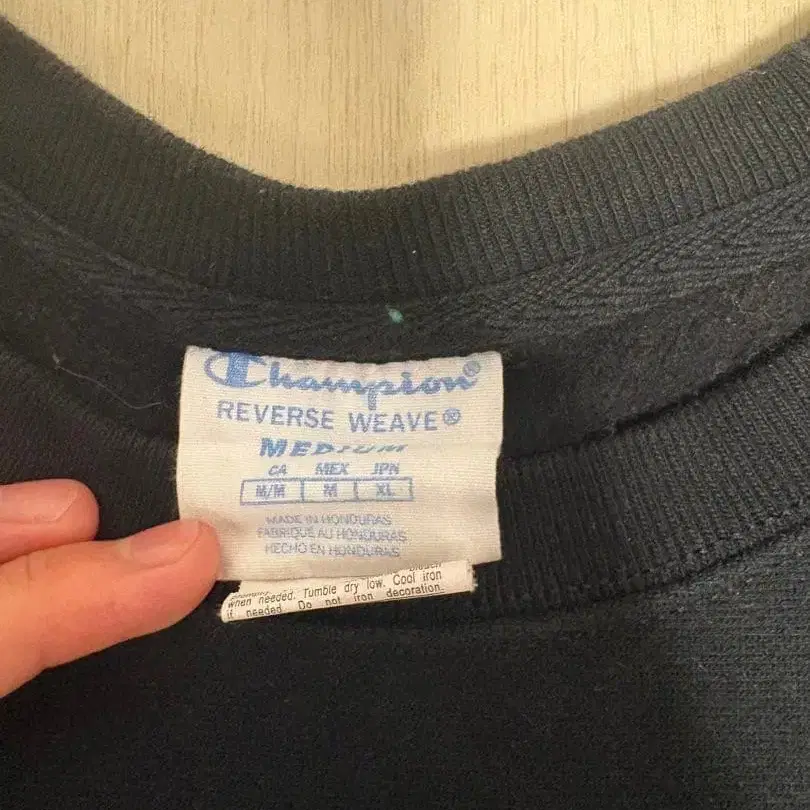 Champion®
REVERSE WEAVE®
MEDIUM
CA MEX JPN
M/M M XL
MADE IN HONDURAS
FABRIQUÉ AU HONDURAS
HECHO EN HONDURAS
when needed. Tumble dry low. Cool iron
if needed. Do not iron decoration.